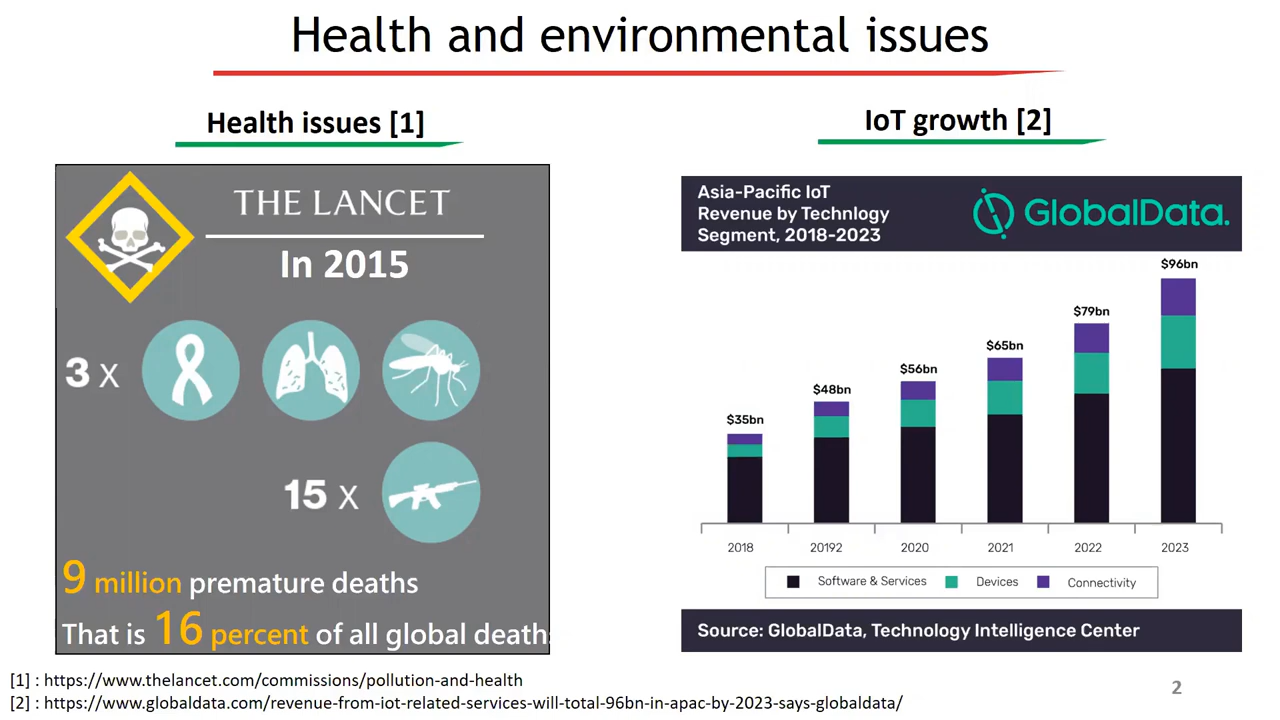 Health and environmental issues
Health issues [1]
THE LANCET
In 2015
3 X
15 X
9 million premature deaths
That is 16 percent of all global death
IoT growth [2]
Asia-Pacific IoT
Revenue by Technlogy
Segment, 2018-2023
GlobalData.
$35bn
$48bn
$56bn
$65bn
$79bn
$96bn
2018
20192
2020
2021
2022
2023
Software & Services
Devices
Connectivity
Source: GlobalData, Technology Intelligence Center
[1] : https://www.thelancet.com/commissions/pollution-and-health
[2] : https://www.globaldata.com/revenue-from-iot-related-services-will-total-96bn-in-apac-by-2023-says-globaldata/
2